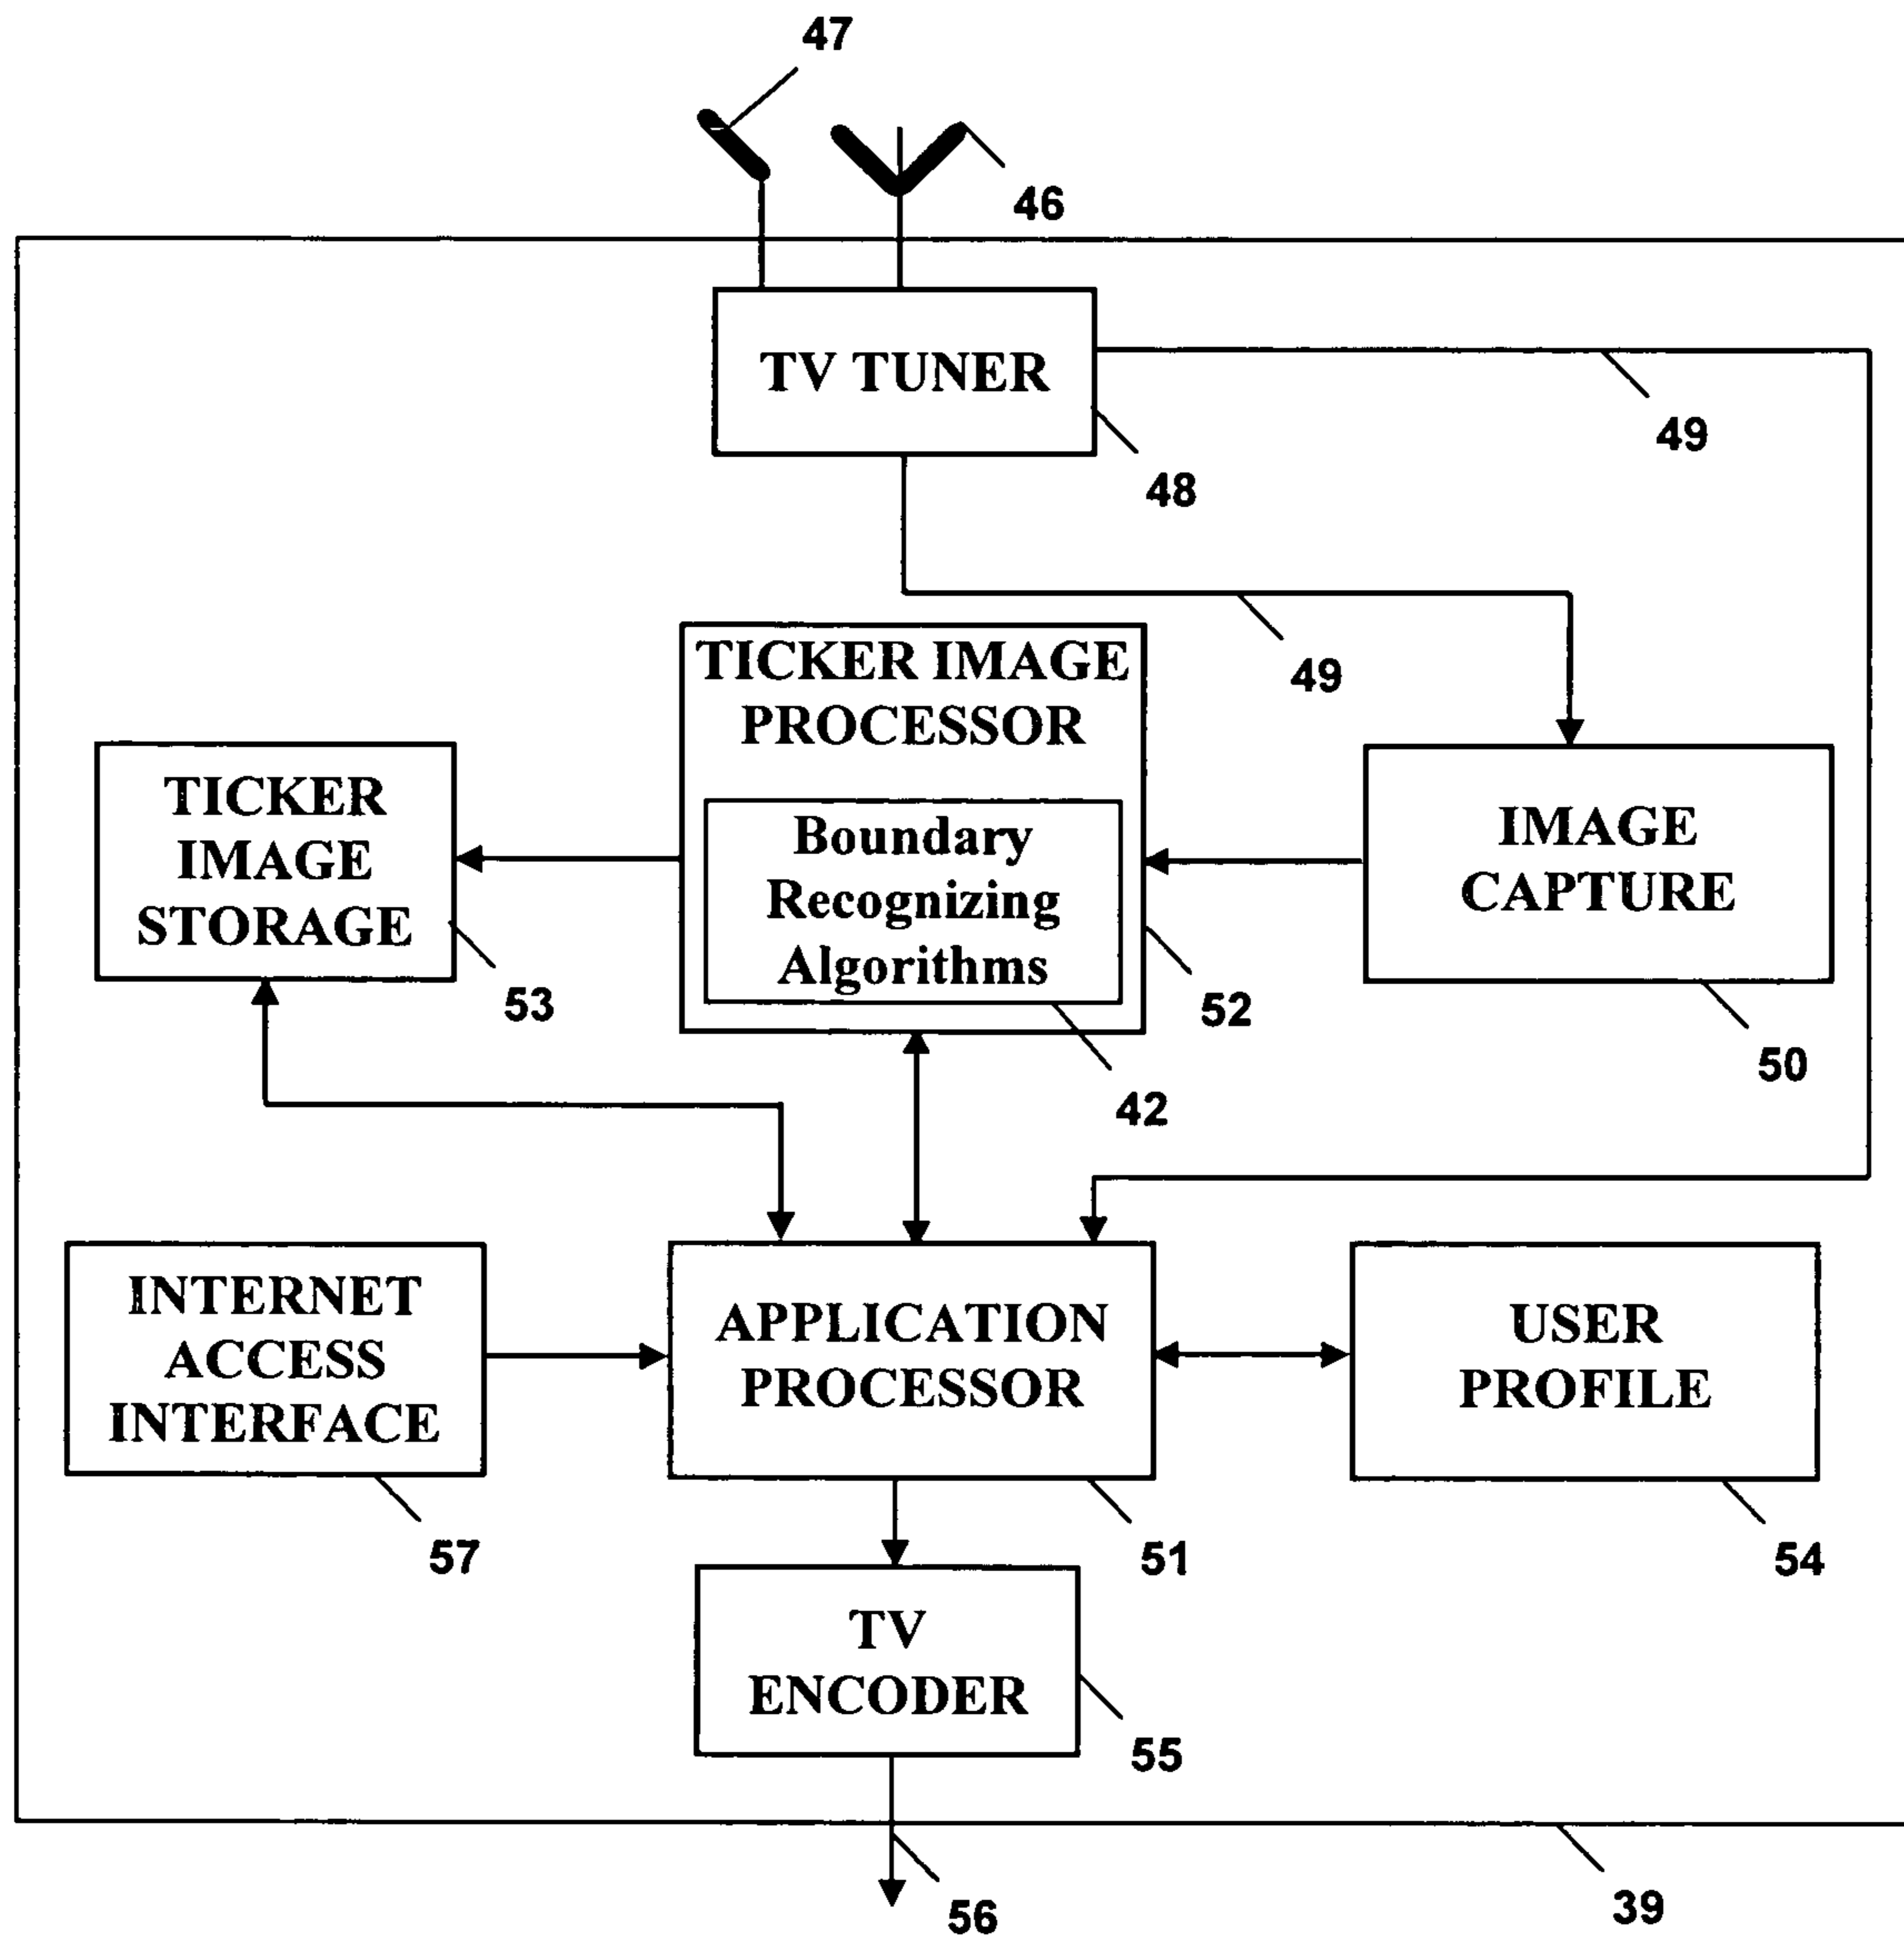 47
46
TV TUNER
48
49
49
TICKER IMAGE
PROCESSOR
Boundary
Recognizing
Algorithms
52
42
TICKER
IMAGE
STORAGE
53
IMAGE
CAPTURE
50
INTERNET
ACCESS
INTERFACE
57
APPLICATION
PROCESSOR
51
USER
PROFILE
54
TV
ENCODER
55
56
39